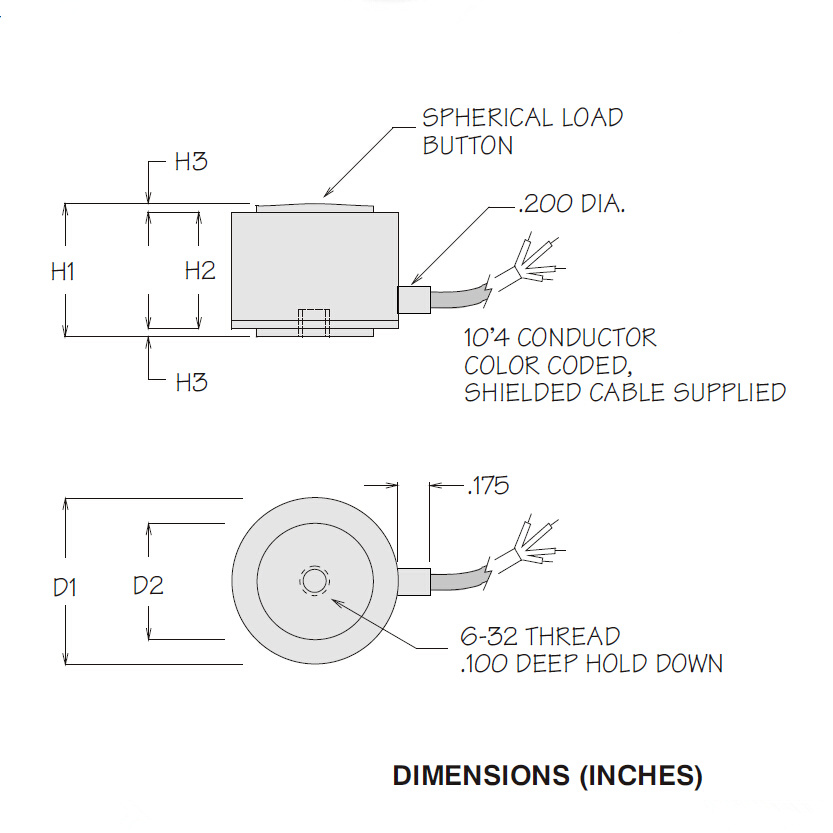 SPHERICAL LOAD
BUTTON
H3
.200 DIA.
H1
H2
10'4 CONDUCTOR
COLOR CODED,
SHIELDED CABLE SUPPLIED
H3
.175
D1
D2
6-32 THREAD
.100 DEEP HOLD DOWN
DIMENSIONS (INCHES)